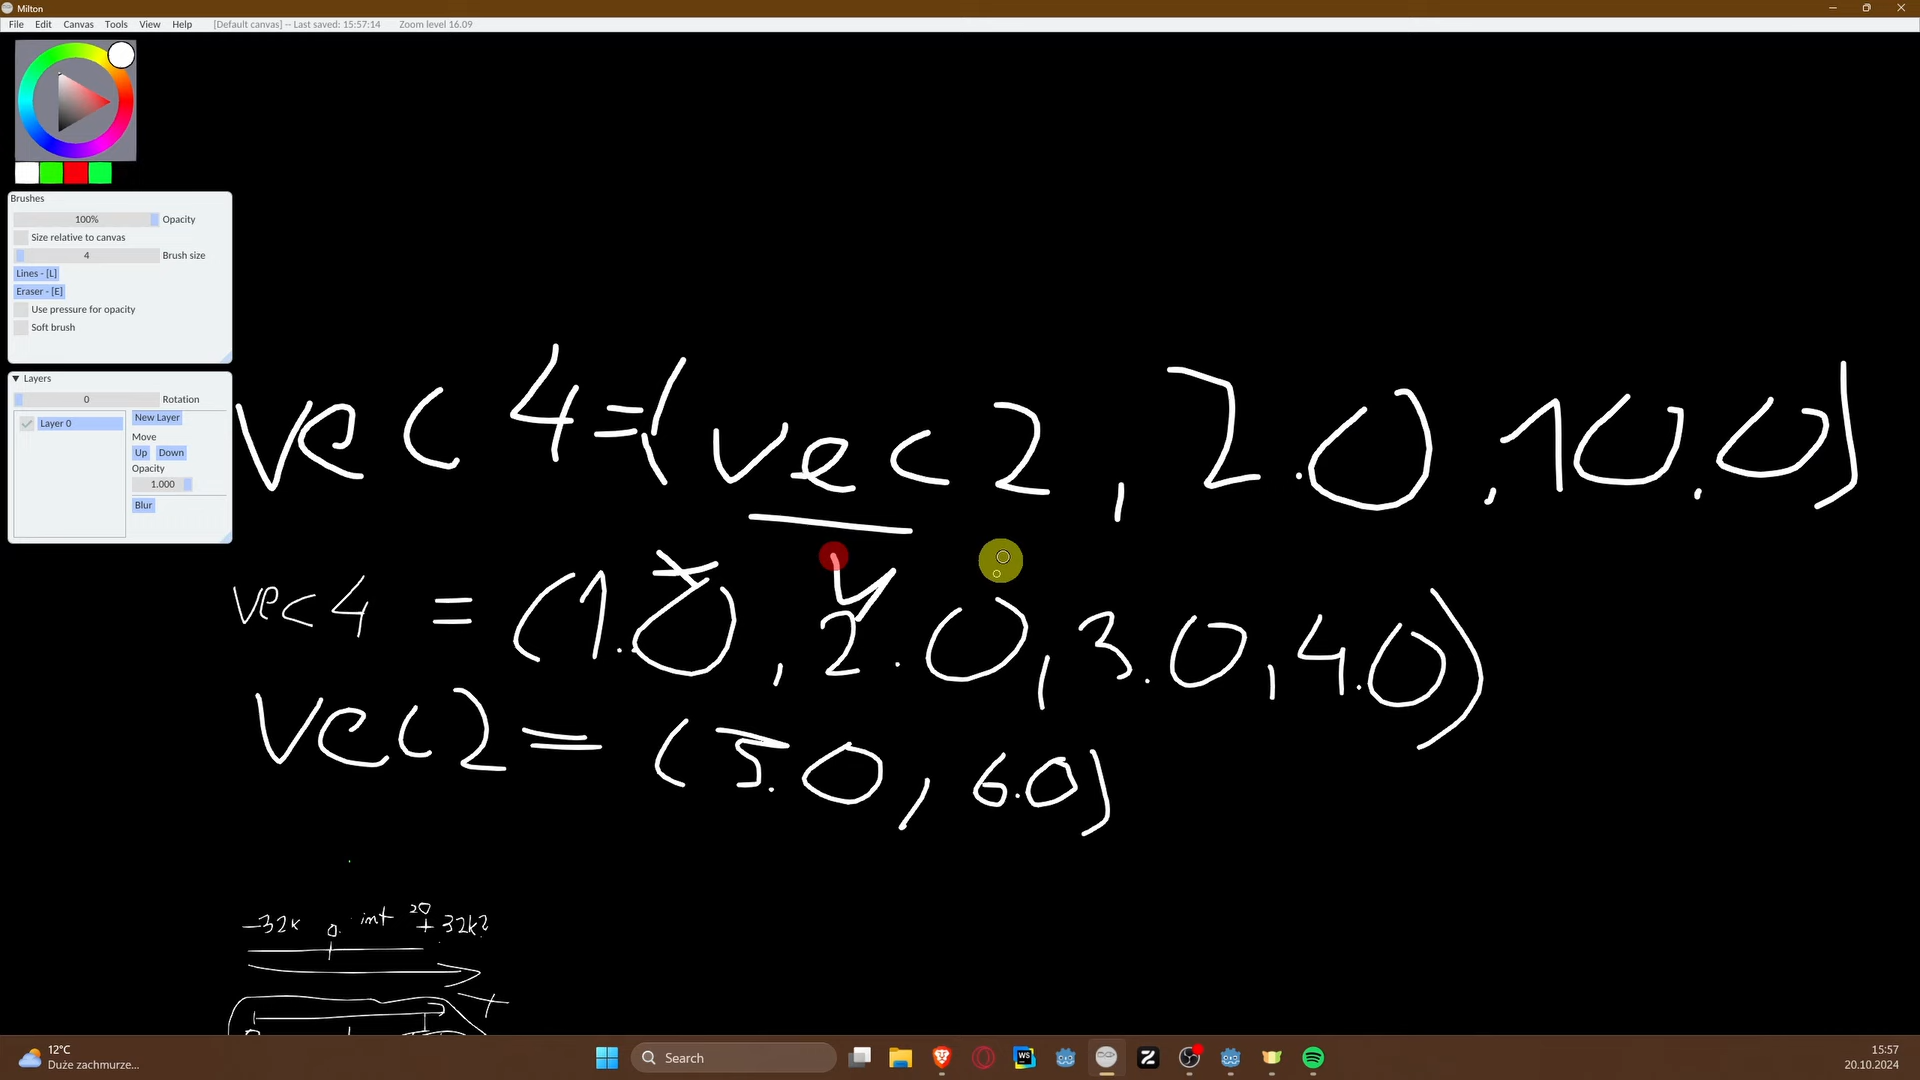 Milton
File Edit Canvas Tools View Help [Default canvas] -- Last saved: 15:57:14 Zoom level 16.09
Brushes
100% Opacity
Size relative to canvas
4 Brush size
Lines - [L]
Eraser - [E]
Use pressure for opacity
Soft brush
Layers
0 Rotation
Layer 0
New Layer
Move
Up Down
Opacity
1.000
Blur
vec4=(vec2, 2.0, 10.0)
x y
vec4 = (1.0, 2.0, 3.0, 4.0)
vec2 = (5.0, 6.0)
-32k 0 int 20 + 32k
12°C
Duże zachmurze...
Search
WS
15:57
20.10.2024